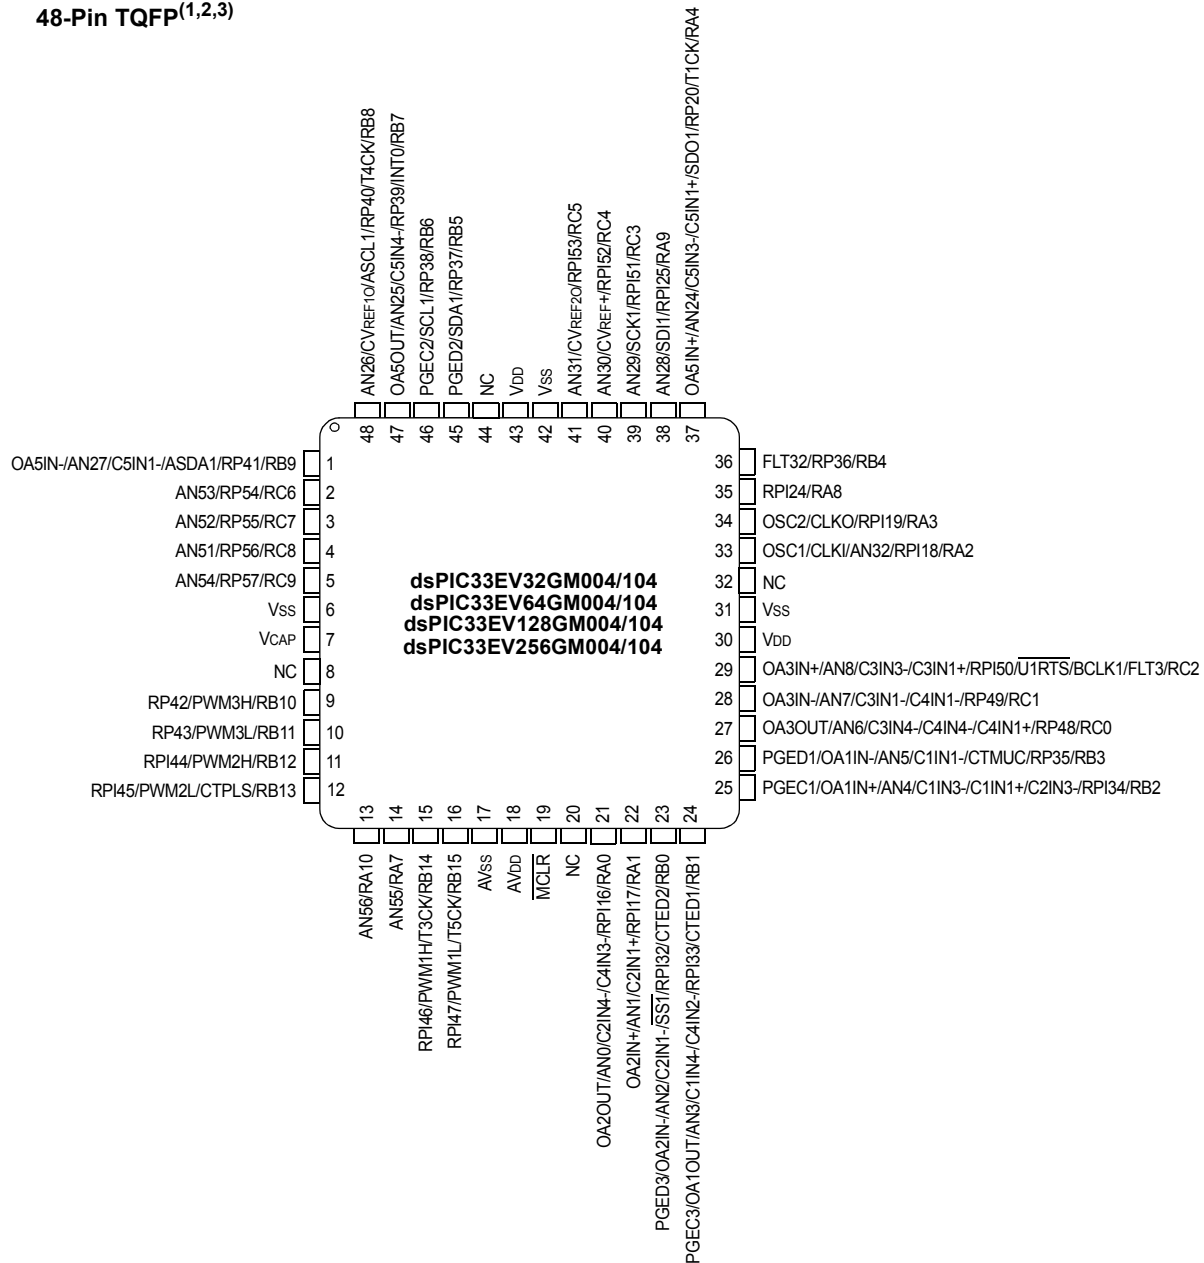 48-Pin TQFP(1,2,3)
AN26/CVREF1O/ASCL1/RP40/T4CK/RB8
OA5OUT/AN25/C5IN4-/RP39/INT0/RB7
PGEC2/SCL1/RP38/RB6
PGED2/SDA1/RP37/RB5
NC
VDD
VSS
AN31/CVREF2O/RPI53/RC5
AN30/CVREF+/RPI52/RC4
AN29/SCK1/RPI51/RC3
AN28/SDI1/RPI25/RA9
OA5IN+/AN24/C5IN3-/C5IN1+/SDO1/RP20/T1CK/RA4
48 47 46 45 44 43 42 41 40 39 38 37
OA5IN-/AN27/C5IN1-/ASDA1/RP41/RB9 1
AN53/RP54/RC6 2
AN52/RP55/RC7 3
AN51/RP56/RC8 4
AN54/RP57/RC9 5
VSS 6
VCAP 7
NC 8
RP42/PWM3H/RB10 9
RP43/PWM3L/RB11 10
RPI44/PWM2H/RB12 11
RPI45/PWM2L/CTPLS/RB13 12
dsPIC33EV32GM004/104
dsPIC33EV64GM004/104
dsPIC33EV128GM004/104
dsPIC33EV256GM004/104
36 FLT32/RP36/RB4
35 RPI24/RA8
34 OSC2/CLKO/RPI19/RA3
33 OSC1/CLKI/AN32/RPI18/RA2
32 NC
31 VSS
30 VDD
29 OA3IN+/AN8/C3IN3-/C3IN1+/RPI50/U1RTS/BCLK1/FLT3/RC2
28 OA3IN-/AN7/C3IN1-/C4IN1-/RP49/RC1
27 OA3OUT/AN6/C3IN4-/C4IN4-/C4IN1+/RP48/RC0
26 PGED1/OA1IN-/AN5/C1IN1-/CTMUC/RP35/RB3
25 PGEC1/OA1IN+/AN4/C1IN3-/C1IN1+/C2IN3-/RPI34/RB2
13 14 15 16 17 18 19 20 21 22 23 24
AN56/RA10
AN55/RA7
RPI46/PWM1H/T3CK/RB14
RPI47/PWM1L/T5CK/RB15
AVSS
AVDD
MCLR
NC
OA2OUT/AN0/C2IN4-/C4IN3-/RPI16/RA0
OA2IN+/AN1/C2IN1+/RPI17/RA1
PGED3/OA2IN-/AN2/C2IN1-/SS1/RPI32/CTED2/RB0
PGEC3/OA1OUT/AN3/C1IN4-/C4IN2-/RPI33/CTED1/RB1